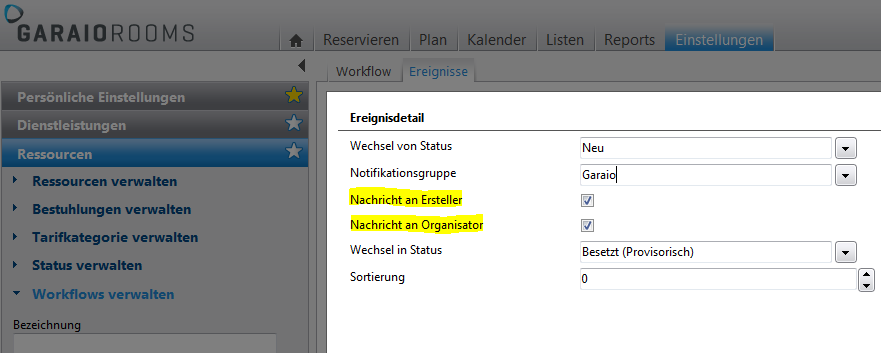 GARAIOROOMS
Reservieren Plan Kalender Listen Reports Einstellungen
Workflow Ereignisse
Persönliche Einstellungen
Dienstleistungen
Ressourcen
Ressourcen verwalten
Bestuhlungen verwalten
Tarifkategorie verwalten
Status verwalten
Workflows verwalten
Bezeichnung
Ereignisdetail
Wechsel von Status Neu
Notifikationsgruppe Garaio
Nachricht an Ersteller
Nachricht an Organisator
Wechsel in Status Besetzt (Provisorisch)
Sortierung 0